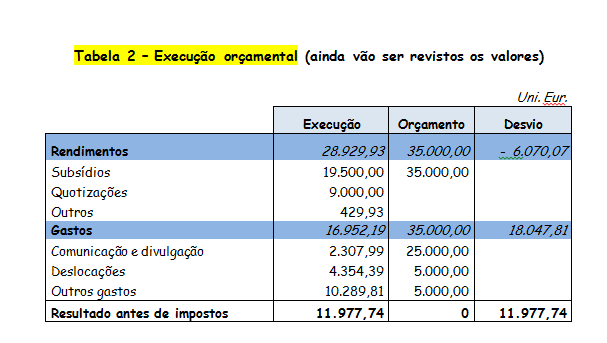 Tabela 2 – Execução orçamental (ainda vão ser revistos os valores)
Uni. Eur.
Execução Orçamento Desvio
Rendimentos 28.929,93 35.000,00 - 6.070,07
Subsídios 19.500,00 35.000,00
Quotizações 9.000,00
Outros 429,93
Gastos 16.952,19 35.000,00 18.047,81
Comunicação e divulgação 2.307,99 25.000,00
Deslocações 4.354,39 5.000,00
Outros gastos 10.289,81 5.000,00
Resultado antes de impostos 11.977,74 0 11.977,74